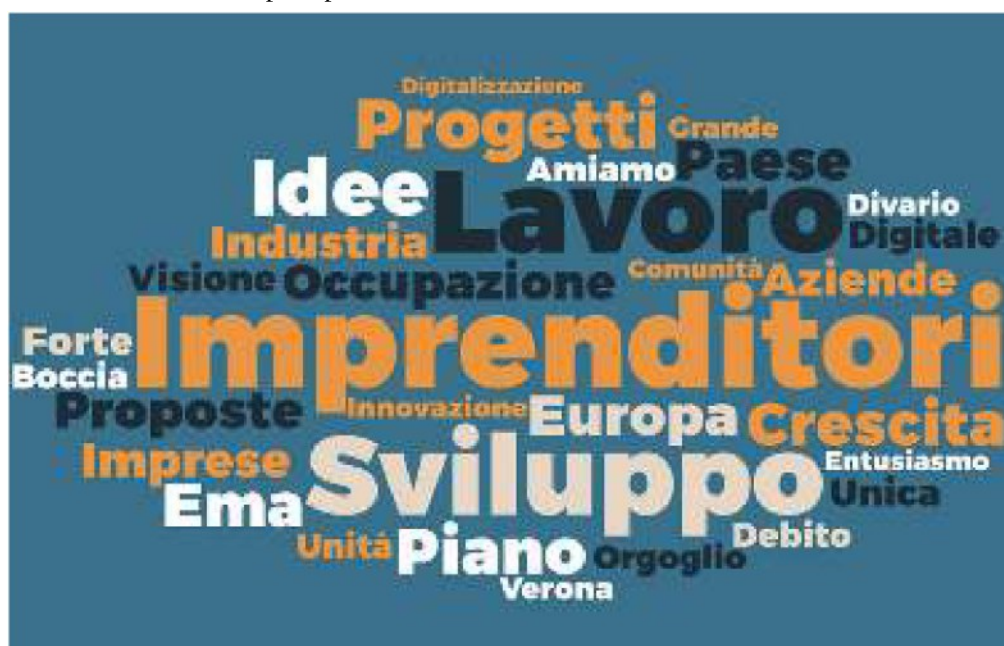 Digitalizzazione
Progetti Grande
Amiamo Paese
Idee Lavoro Divario
Industria Digitale
Visione Occupazione Comunità Aziende
Imprenditori
Forte
Boccia
Proposte Innovazione Europa Crescita
Imprese Sviluppo Entusiasmo
Ema Unica
Unità Piano Orgoglio Debito
Verona